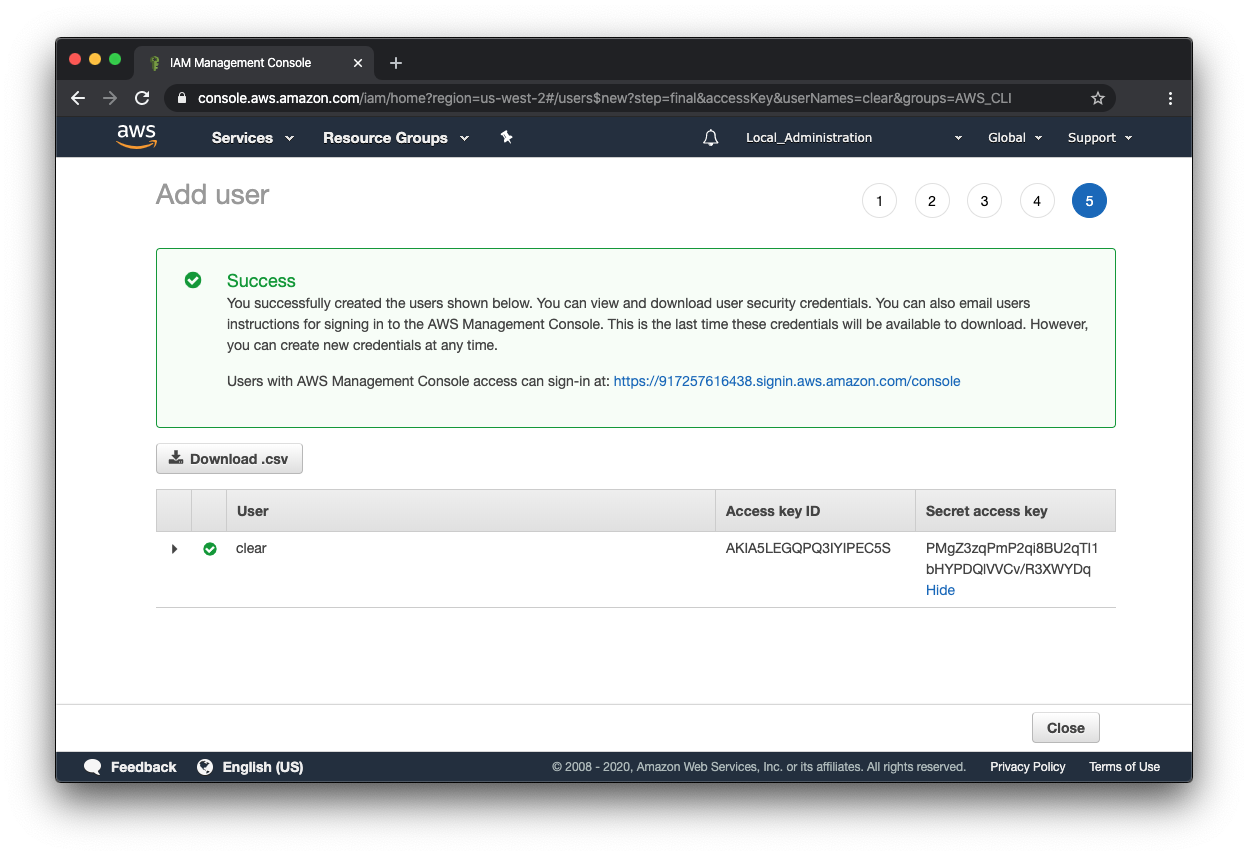 IAM Management Console
console.aws.amazon.com/iam/home?region=us-west-2#/users$new?step=final&accessKey&userNames=clear&groups=AWS_CLI
aws Services Resource Groups Local_Administration Global Support
Add user 1 2 3 4 5
Success
You successfully created the users shown below. You can view and download user security credentials. You can also email users
instructions for signing in to the AWS Management Console. This is the last time these credentials will be available to download. However,
you can create new credentials at any time.
Users with AWS Management Console access can sign-in at: https://917257616438.signin.aws.amazon.com/console
Download .csv
User Access key ID Secret access key
clear AKIA5LEGQPQ3IYIPEC5S
Hide
Close
Feedback English (US) © 2008 - 2020, Amazon Web Services, Inc. or its affiliates. All rights reserved. Privacy Policy Terms of Use